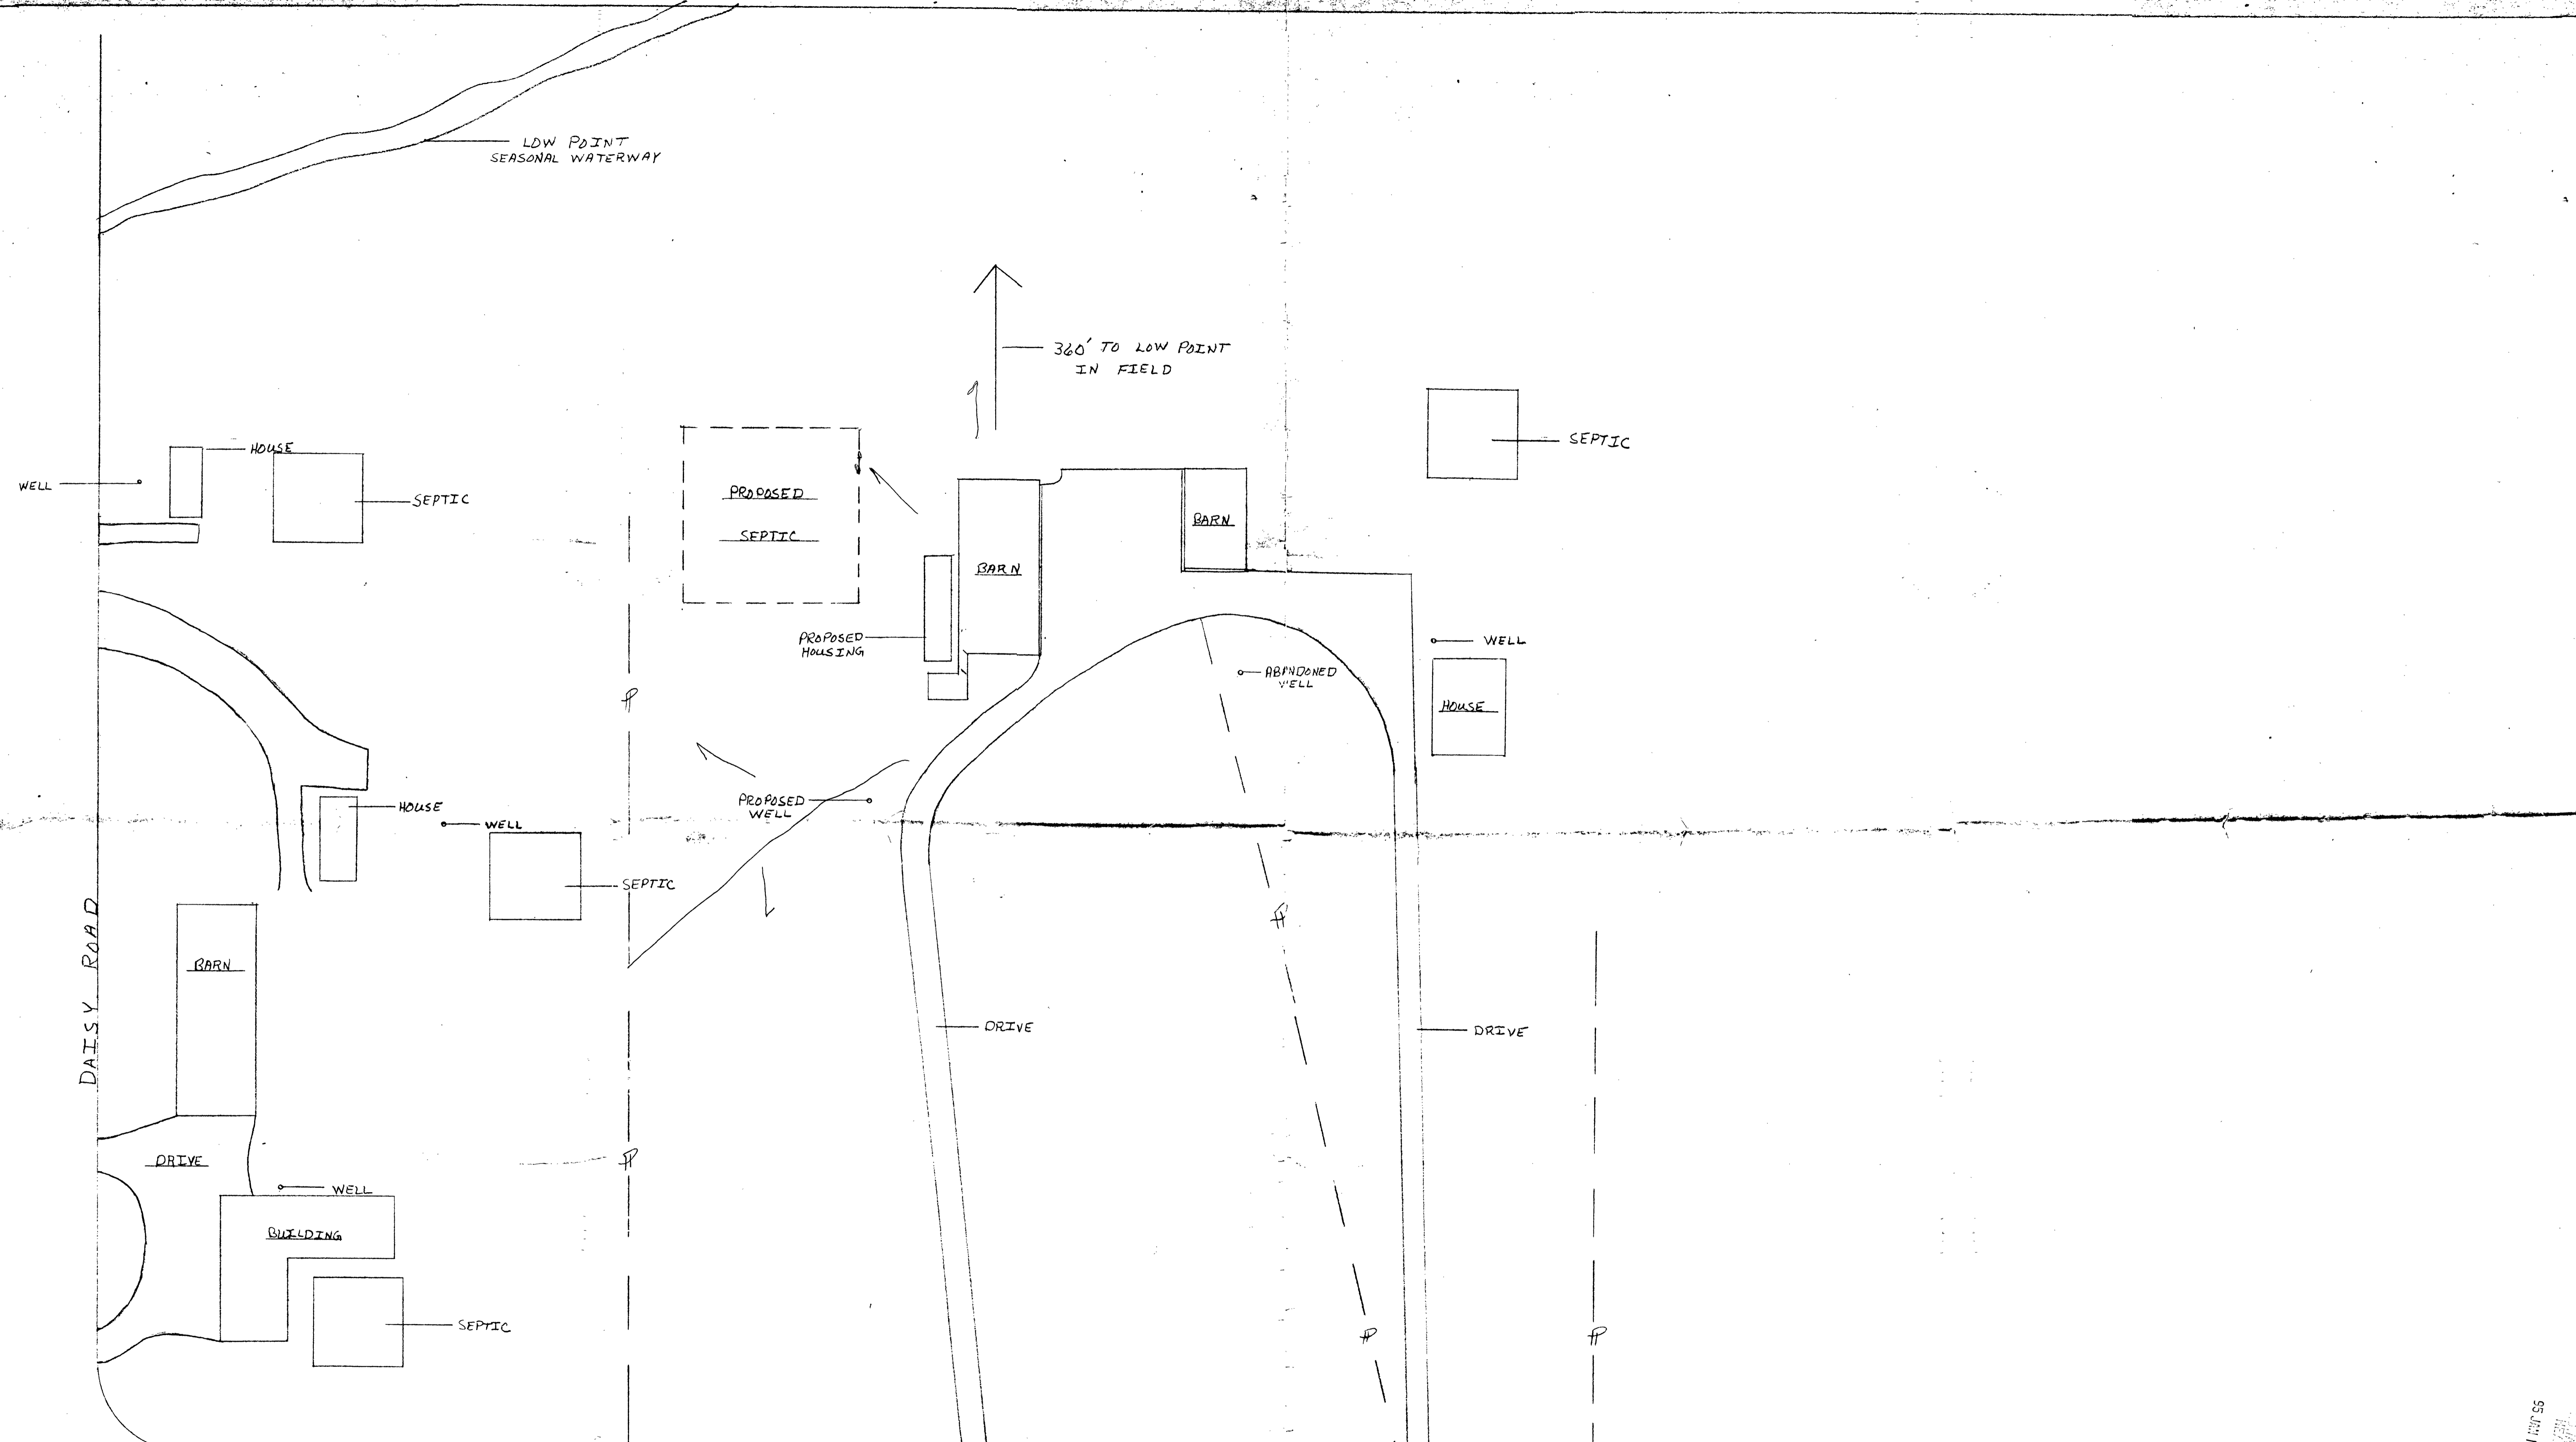 LOW POINT
SEASONAL WATERWAY
360' TO LOW POINT
IN FIELD
SEPTIC
HOUSE
WELL
SEPTIC
PROPOSED
SEPTIC
BARN
BARN
PROPOSED
HOUSING
WELL
ABANDONED
WELL
HOUSE
PROPOSED
WELL
HOUSE
WELL
SEPTIC
DAISY ROAD
BARN
DRIVE
DRIVE
DRIVE
WELL
BUILDING
SEPTIC
P
P
P
P
P
95 JAN